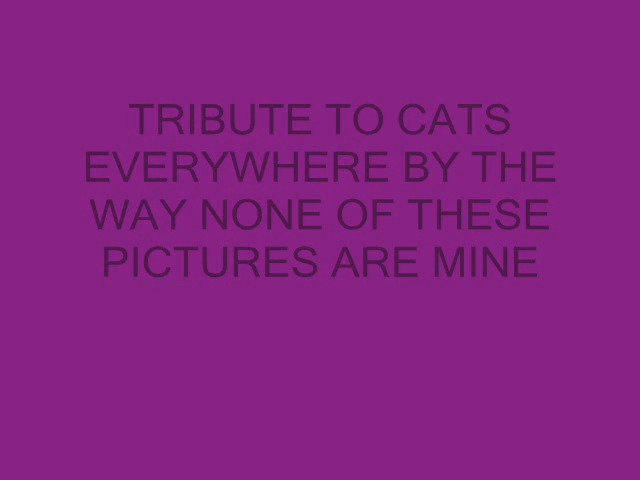 TRIBUTE TO CATS
EVERYWHERE BY THE
WAY NONE OF THESE
PICTURES ARE MINE